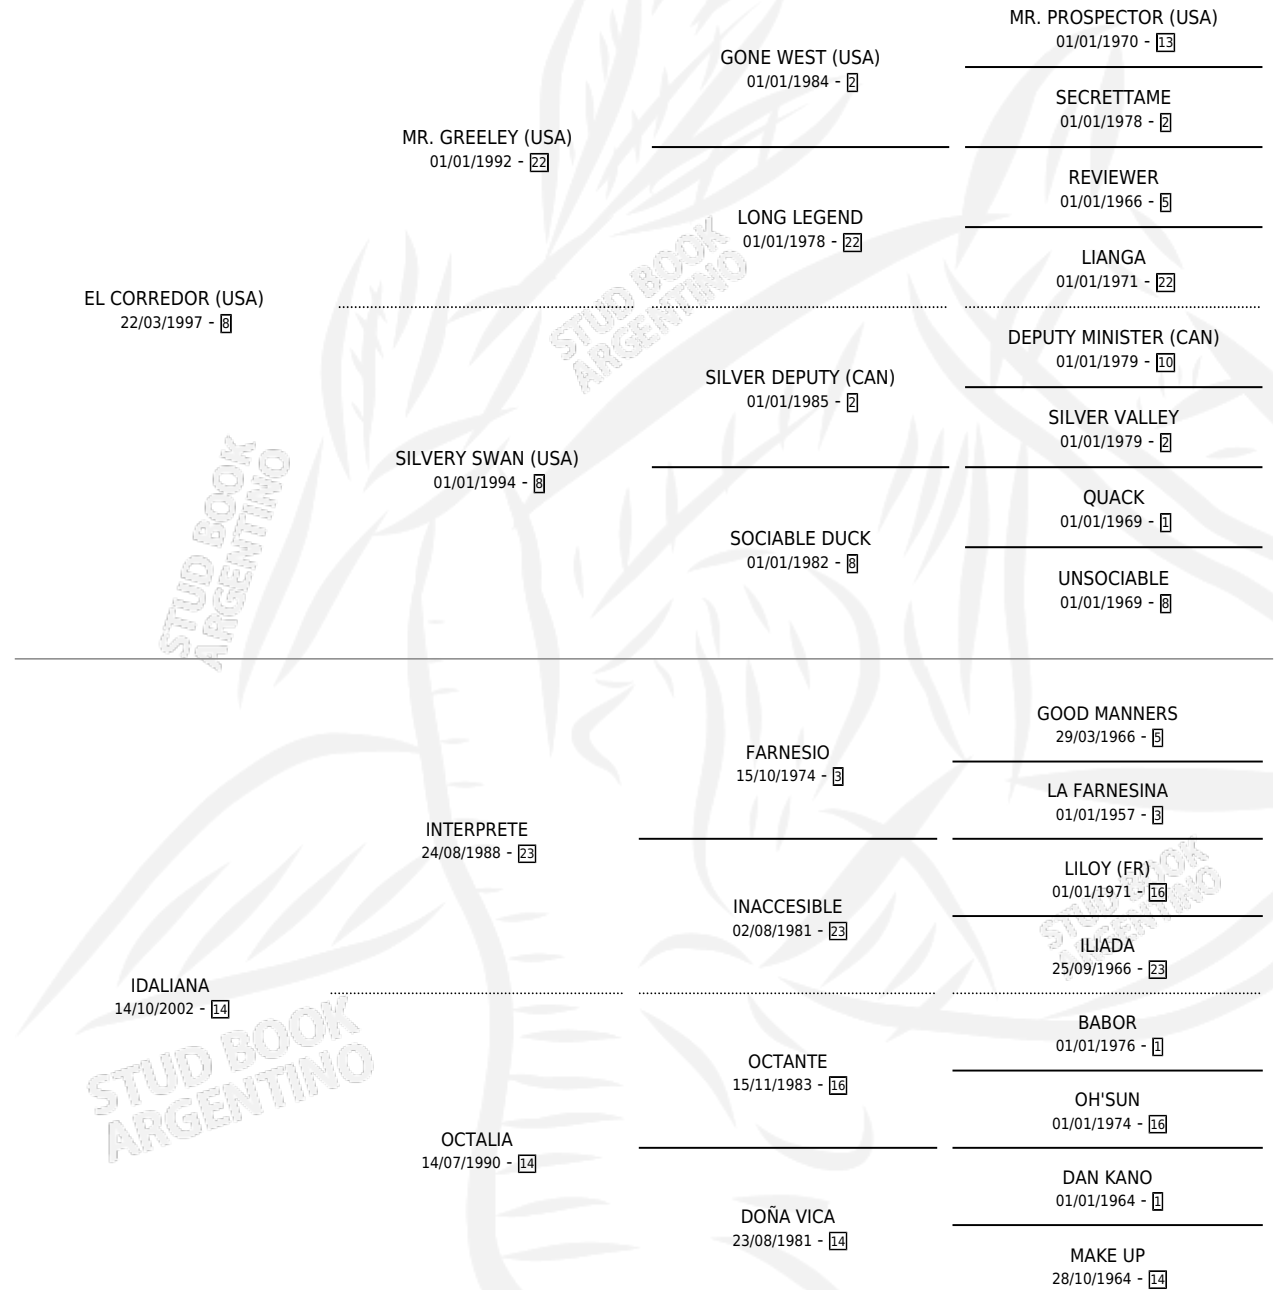 MR. PROSPECTOR (USA)
01/01/1970 - 13
GONE WEST (USA)
01/01/1984 - 2
SECRETTAME
01/01/1978 - 2
MR. GREELEY (USA)
01/01/1992 - 22
REVIEWER
01/01/1966 - 5
LONG LEGEND
01/01/1978 - 22
LIANGA
01/01/1971 - 22
EL CORREDOR (USA)
22/03/1997 - 8
DEPUTY MINISTER (CAN)
01/01/1979 - 10
SILVER DEPUTY (CAN)
01/01/1985 - 2
SILVER VALLEY
01/01/1979 - 2
SILVERY SWAN (USA)
01/01/1994 - 8
QUACK
01/01/1969 - 1
SOCIABLE DUCK
01/01/1982 - 8
UNSOCIABLE
01/01/1969 - 8
GOOD MANNERS
29/03/1966 - 5
FARNESIO
15/10/1974 - 3
LA FARNESINA
01/01/1957 - 3
INTERPRETE
24/08/1988 - 23
LILOY (FR)
01/01/1971 - 16
INACCESIBLE
02/08/1981 - 23
ILIADA
25/09/1966 - 23
IDALIANA
14/10/2002 - 14
BABOR
01/01/1976 - 1
OCTANTE
15/11/1983 - 16
OH'SUN
01/01/1974 - 16
OCTALIA
14/07/1990 - 14
DAN KANO
01/01/1964 - 1
DOÑA VICA
23/08/1981 - 14
MAKE UP
28/10/1964 - 14
STUD BOOK
ARGENTINO
STUD BOOK
ARGENTINO
STUD BOOK
ARGENTINO
STUD BOOK
ARGENTINO